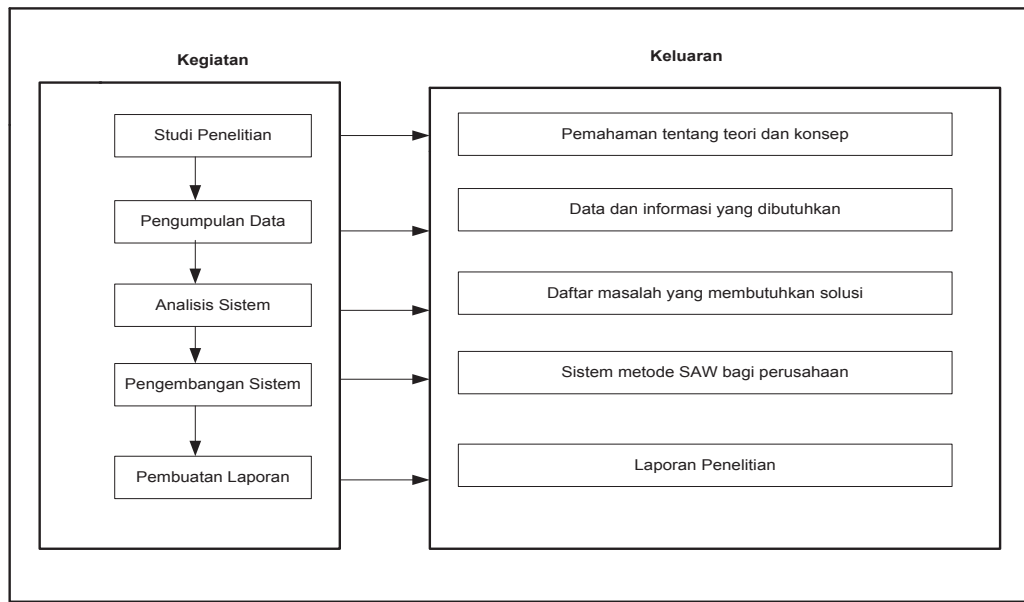 Kegiatan
Keluaran
Studi Penelitian
Pemahaman tentang teori dan konsep
Pengumpulan Data
Data dan informasi yang dibutuhkan
Analisis Sistem
Daftar masalah yang membutuhkan solusi
Pengembangan Sistem
Sistem metode SAW bagi perusahaan
Pembuatan Laporan
Laporan Penelitian